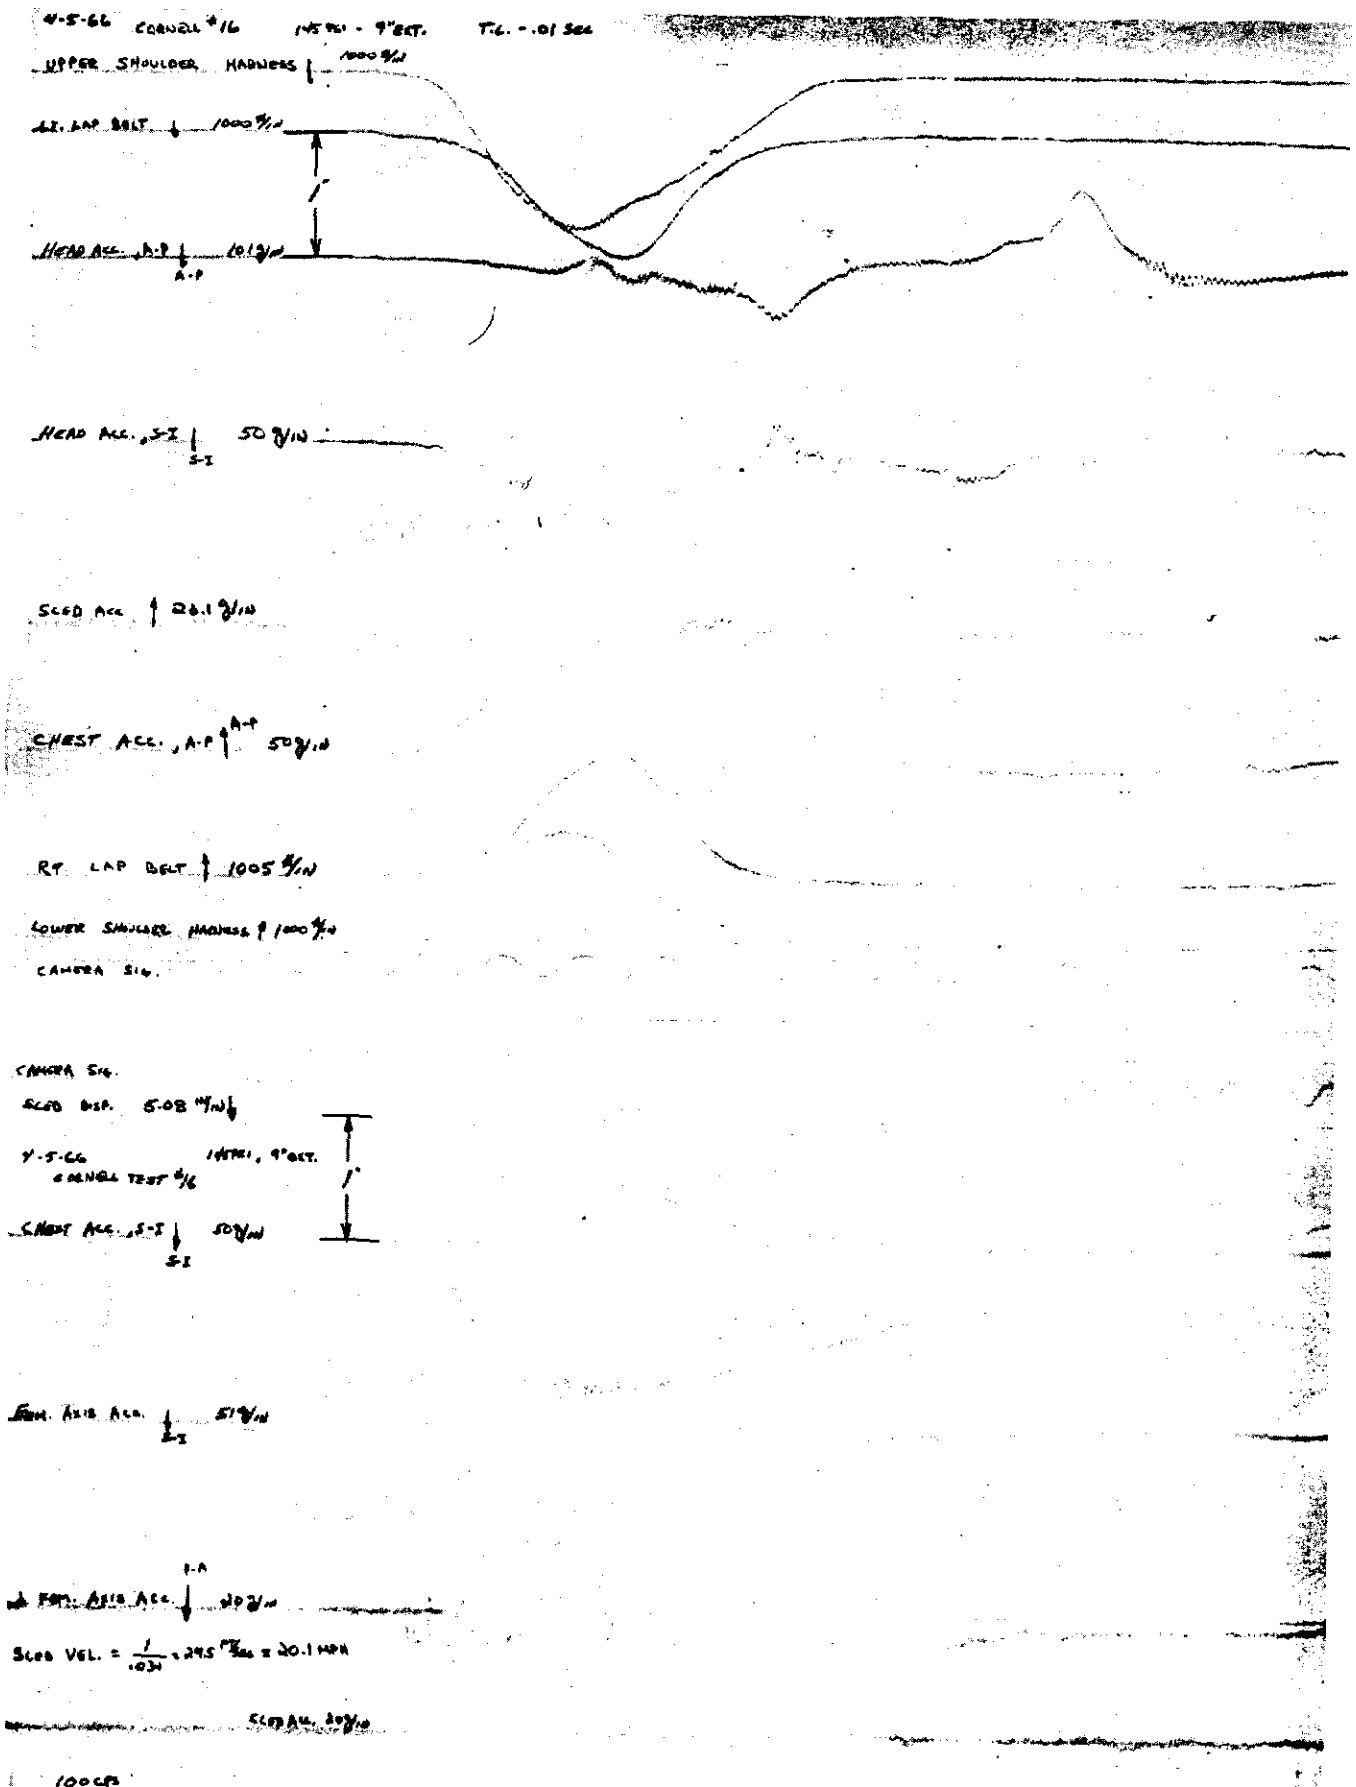 4-5-66 CORNELL #16 145 PSI - 9" EXT. T.C. - .01 SEC
UPPER SHOULDER HARNESS ↓ 1000 #/IN
LT. LAP BELT ↓ 1000 #/IN
1"
HEAD ACC., A-P ↓ 101 g/IN
A-P
HEAD ACC., S-I ↓ 50 g/IN
S-I
SLED ACC ↑ g/IN
CHEST ACC., A-P ↑ A-P 50 g/IN
RT. LAP BELT ↑ 1005 #/IN
LOWER SHOULDER HARNESS ↑ 1000 #/IN
CAMERA SIG.
CAMERA SIG.
SLED DISP. 5.08 IN/IN ↓
4-5-66 145 PSI, 9" EXT.
CORNELL TEST #16
1"
CHEST ACC., S-I ↓ 50 g/IN
S-I
FEM. AXIS ACC. ↓ 51 g/IN
S-I
P-A
⊥ FEM. AXIS ACC. ↓ g/IN
SLED VEL. = 1/.034 = 29.5 FT/SEC = 20.1 MPH
SLED ACC. 20 g/IN
100 CPS